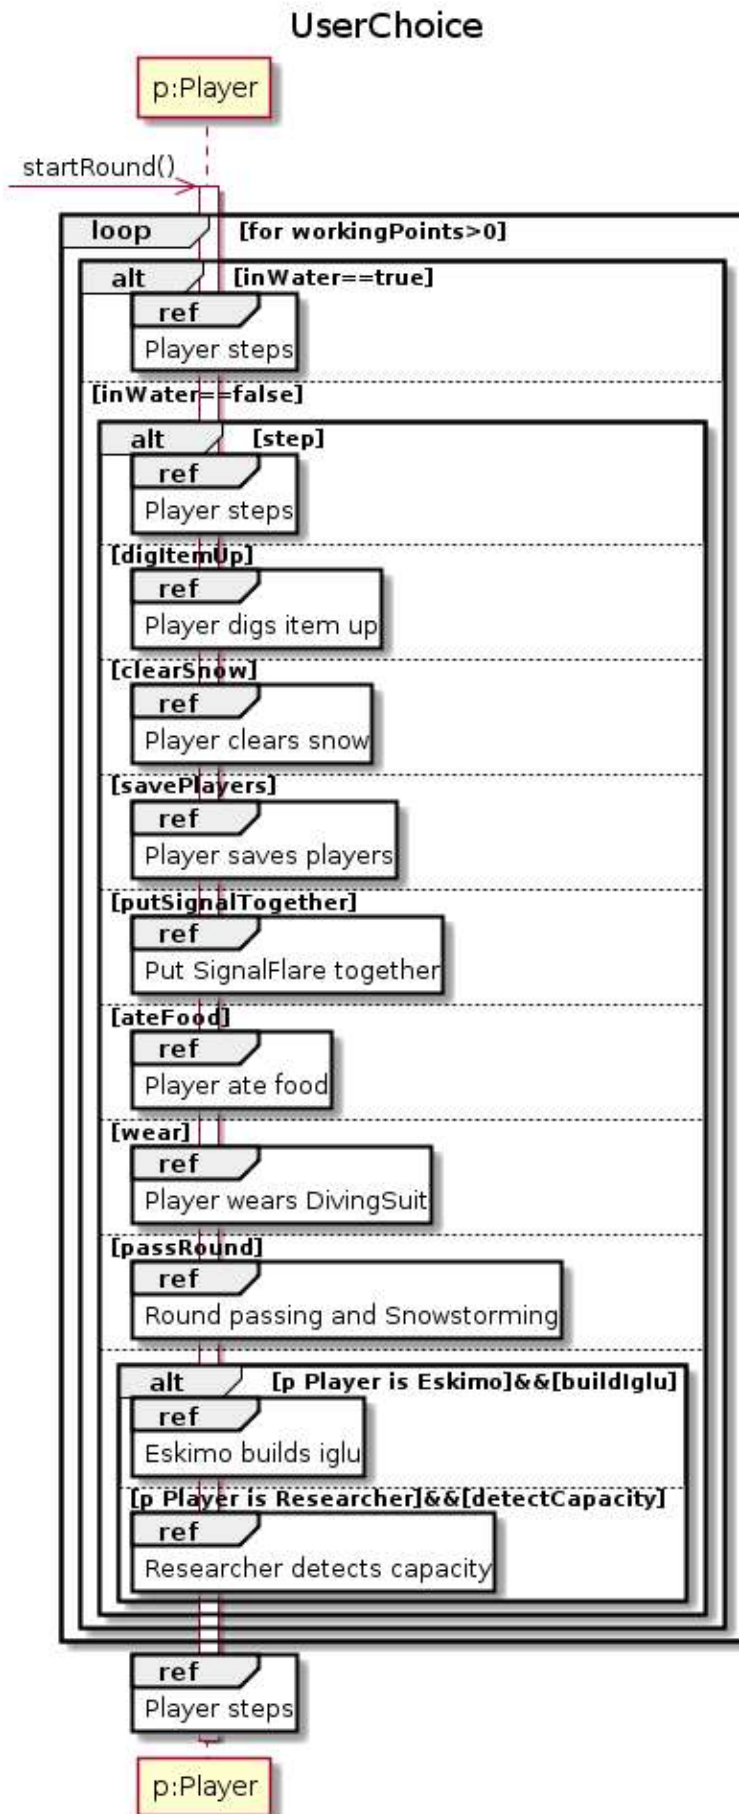 UserChoice
p:Player
startRound()
loop [for workingPoints>0]
alt [inWater==true]
ref
Player steps
[inWater==false]
alt [step]
ref
Player steps
[digItemUp]
ref
Player digs item up
[clearSnow]
ref
Player clears snow
[savePlayers]
ref
Player saves players
[putSignalTogether]
ref
Put SignalFlare together
[ateFood]
ref
Player ate food
[wear]
ref
Player wears DivingSuit
[passRound]
ref
Round passing and Snowstorming
alt [p Player is Eskimo]&&[buildIglu]
ref
Eskimo builds iglu
[p Player is Researcher]&&[detectCapacity]
ref
Researcher detects capacity
ref
Player steps
p:Player